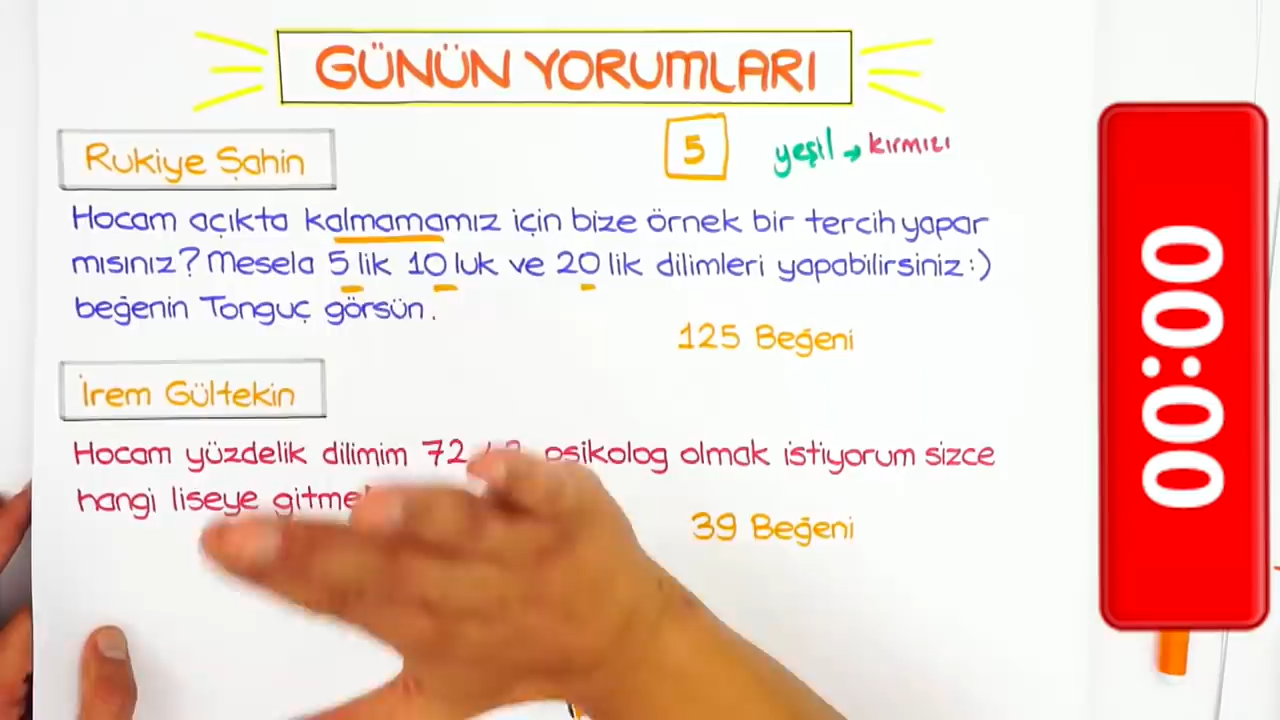 GÜNÜN YORUMLARI
Rukiye Şahin
5 yeşil → kırmızı
Hocam açıkta kalmamamız için bize örnek bir tercih yapar
mısınız? Mesela 5 lik 10 luk ve 20 lik dilimleri yapabilirsiniz :)
beğenin Tonguç görsün.
125 Beğeni
İrem Gültekin
Hocam yüzdelik dilimim 72 psikolog olmak istiyorum sizce
hangi liseye
39 Beğeni
00:00